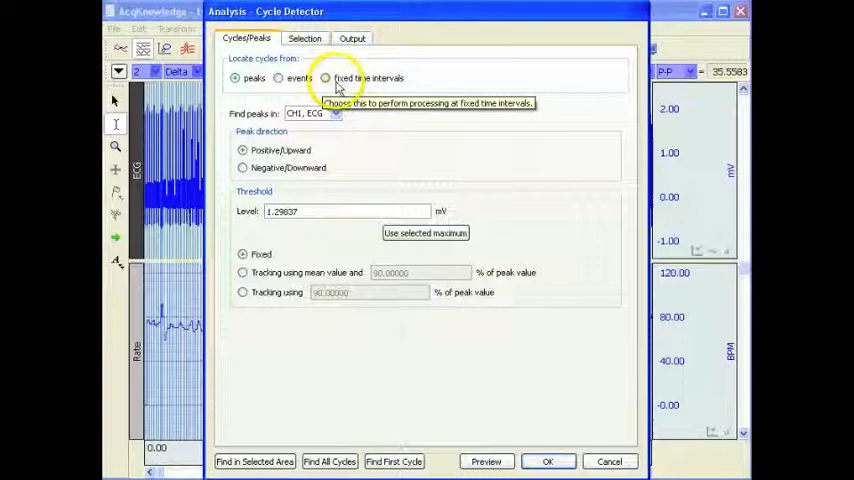 AcqKnowledge -
Analysis - Cycle Detector
File Edit Transform
Cycles/Peaks Selection Output
2 Delta
P-P 35.5583
Locate cycles from:
peaks events fixed time intervals
Choose this to perform processing at fixed time intervals.
Find peaks in: CH1, ECG
Peak direction
Positive/Upward
Negative/Downward
Threshold
Level: 1.29837 mV
Use selected maximum
Fixed
Tracking using mean value and 90.00000 % of peak value
Tracking using 90.00000 % of peak value
Find in Selected Area Find All Cycles Find First Cycle Preview OK Cancel
ECG
Rate
0.00
2.00
1.00
0.00
-1.00
mV
120.00
80.00
40.00
-0.00
BPM